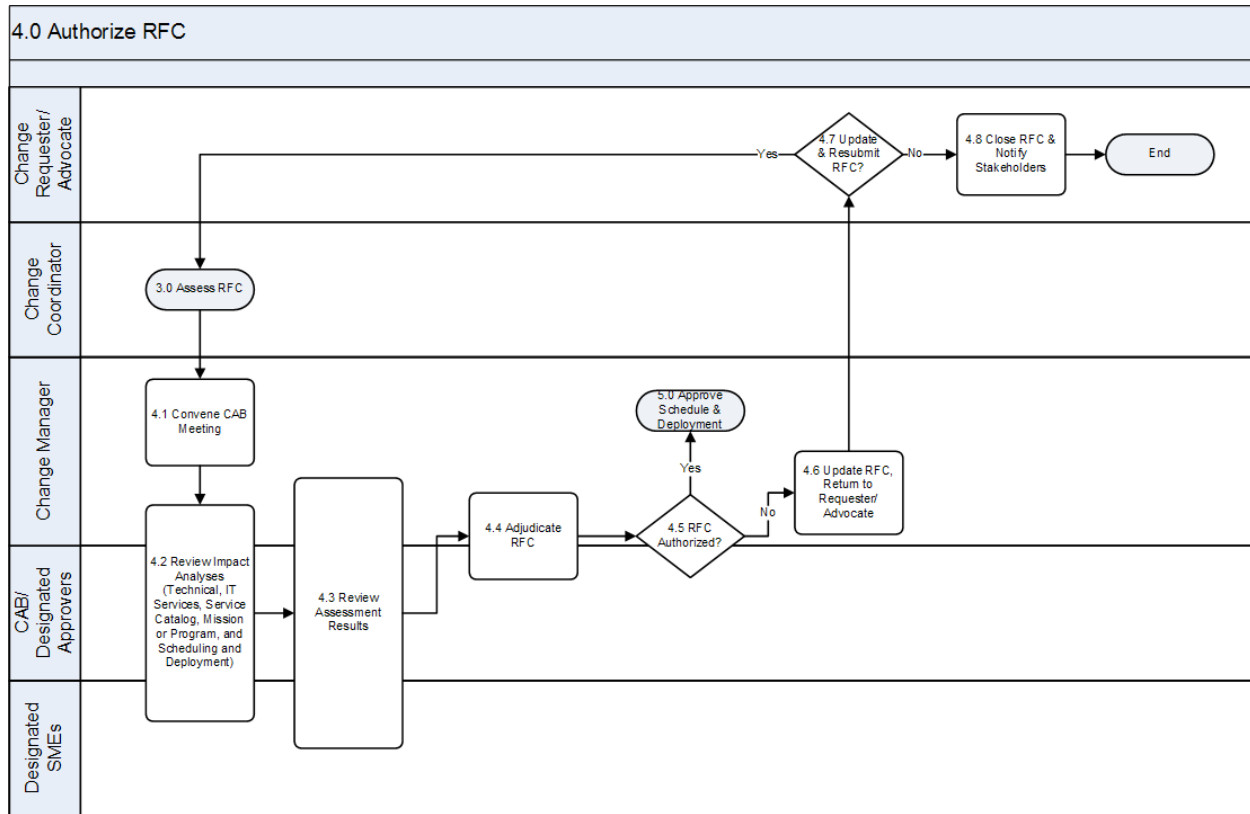 4.0 Authorize RFC
Change
Requester/
Advocate
4.7 Update
& Resubmit
RFC?
Yes
No
4.8 Close RFC &
Notify
Stakeholders
End
Change
Coordinator
3.0 Assess RFC
Change Manager
4.1 Convene CAB
Meeting
5.0 Approve
Schedule &
Deployment
Yes
4.4 Adjudicate
RFC
4.5 RFC
Authorized?
No
4.6 Update RFC,
Return to
Requester/
Advocate
CAB/
Designated
Approvers
4.2 Review Impact
Analyses
(Technical, IT
Services, Service
Catalog, Mission
or Program, and
Scheduling and
Deployment)
4.3 Review
Assessment
Results
Designated
SMEs